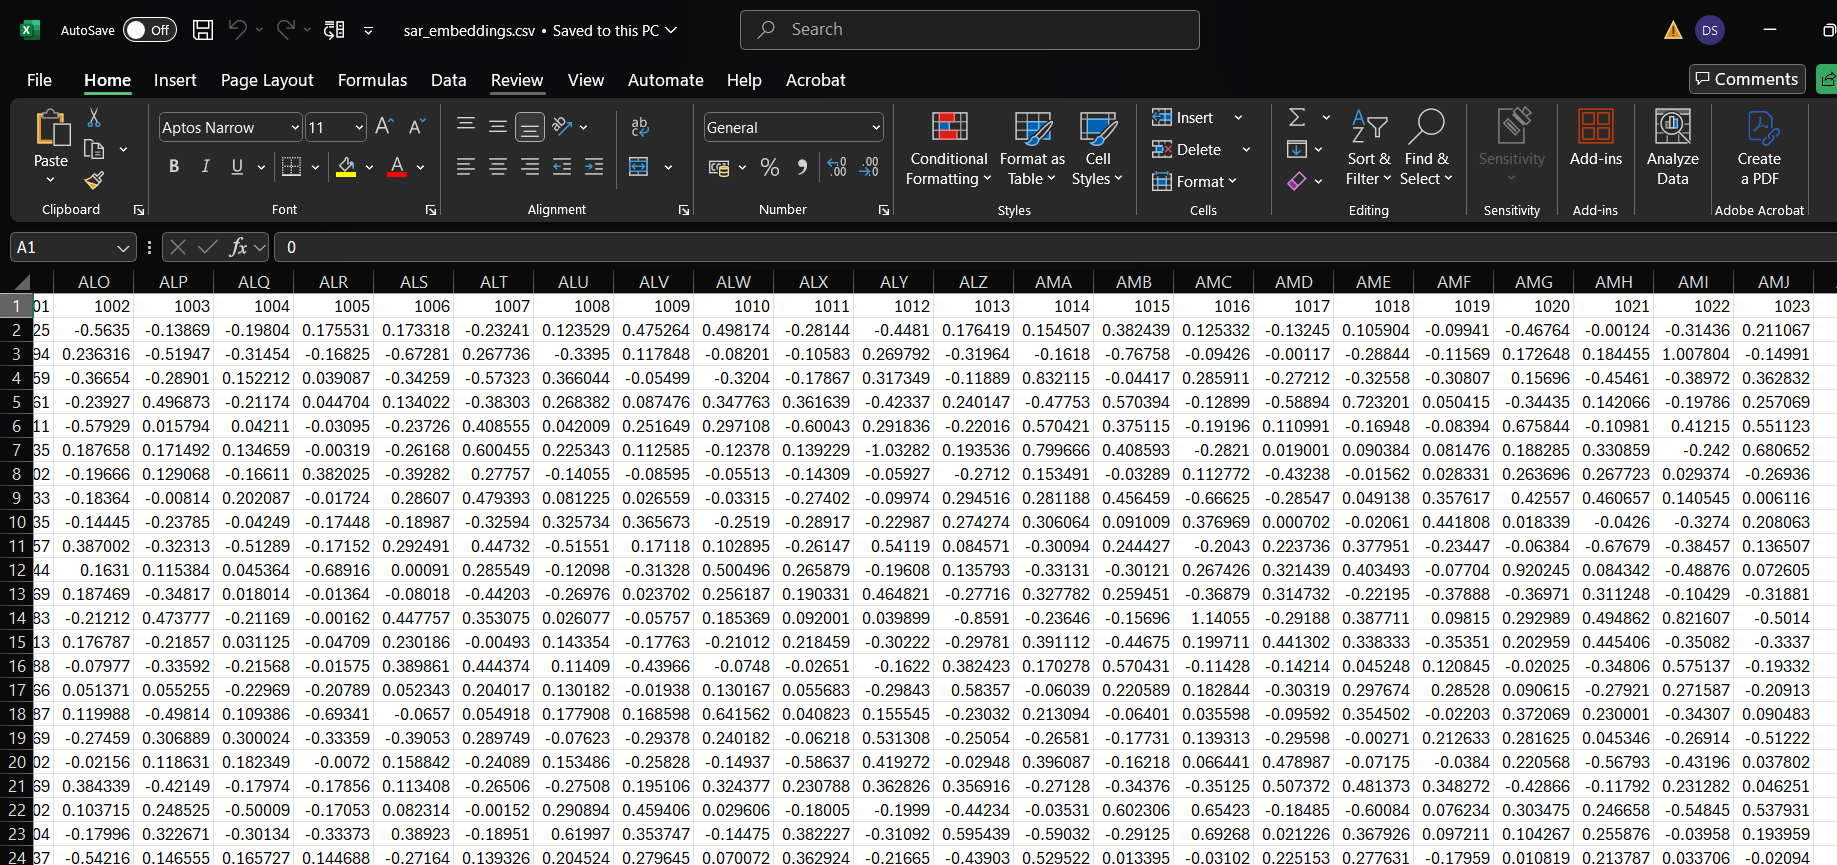 AutoSave Off sar_embeddings.csv • Saved to this PC Search DS
File Home Insert Page Layout Formulas Data Review View Automate Help Acrobat Comments
Paste Aptos Narrow 11 General Conditional Formatting Format as Table Cell Styles Insert Delete Format Sort & Filter Find & Select Sensitivity Add-ins Analyze Data Create a PDF
Clipboard Font Alignment Number Styles Cells Editing Sensitivity Add-ins Adobe Acrobat
A1 fx 0
ALO ALP ALQ ALR ALS ALT ALU ALV ALW ALX ALY ALZ AMA AMB AMC AMD AME AMF AMG AMH AMI AMJ
1 01 1002 1003 1004 1005 1006 1007 1008 1009 1010 1011 1012 1013 1014 1015 1016 1017 1018 1019 1020 1021 1022 1023
2 25 -0.5635 -0.13869 -0.19804 0.175531 0.173318 -0.23241 0.123529 0.475264 0.498174 -0.28144 -0.4481 0.176419 0.154507 0.382439 0.125332 -0.13245 0.105904 -0.09941 -0.46764 -0.00124 -0.31436 0.211067
3 94 0.236316 -0.51947 -0.31454 -0.16825 -0.67281 0.267736 -0.3395 0.117848 -0.08201 -0.10583 0.269792 -0.31964 -0.1618 -0.76758 -0.09426 -0.00117 -0.28844 -0.11569 0.172648 0.184455 1.007804 -0.14991
4 59 -0.36654 -0.28901 0.152212 0.039087 -0.34259 -0.57323 0.366044 -0.05499 -0.3204 -0.17867 0.317349 -0.11889 0.832115 -0.04417 0.285911 -0.27212 -0.32558 -0.30807 0.15696 -0.45461 -0.38972 0.362832
5 61 -0.23927 0.496873 -0.21174 0.044704 0.134022 -0.38303 0.268382 0.087476 0.347763 0.361639 -0.42337 0.240147 -0.47753 0.570394 -0.12899 -0.58894 0.723201 0.050415 -0.34435 0.142066 -0.19786 0.257069
6 11 -0.57929 0.015794 0.04211 -0.03095 -0.23726 0.408555 0.042009 0.251649 0.297108 -0.60043 0.291836 -0.22016 0.570421 0.375115 -0.19196 0.110991 -0.16948 -0.08394 0.675844 -0.10981 0.41215 0.551123
7 35 0.187658 0.171492 0.134659 -0.00319 -0.26168 0.600455 0.225343 0.112585 -0.12378 0.139229 -1.03282 0.193536 0.799666 0.408593 -0.2821 0.019001 0.090384 0.081476 0.188285 0.330859 -0.242 0.680652
8 02 -0.19666 0.129068 -0.16611 0.382025 -0.39282 0.27757 -0.14055 -0.08595 -0.05513 -0.14309 -0.05927 -0.2712 0.153491 -0.03289 0.112772 -0.43238 -0.01562 0.028331 0.263696 0.267723 0.029374 -0.26936
9 33 -0.18364 -0.00814 0.202087 -0.01724 0.28607 0.479393 0.081225 0.026559 -0.03315 -0.27402 -0.09974 0.294516 0.281188 0.456459 -0.66625 -0.28547 0.049138 0.357617 0.42557 0.460657 0.140545 0.006116
10 35 -0.14445 -0.23785 -0.04249 -0.17448 -0.18987 -0.32594 0.325734 0.365673 -0.2519 -0.28917 -0.22987 0.274274 0.306064 0.091009 0.376969 0.000702 -0.02061 0.441808 0.018339 -0.0426 -0.3274 0.208063
11 57 0.387002 -0.32313 -0.51289 -0.17152 0.292491 0.44732 -0.51551 0.17118 0.102895 -0.26147 0.54119 0.084571 -0.30094 0.244427 -0.2043 0.223736 0.377951 -0.23447 -0.06384 -0.67679 -0.38457 0.136507
12 44 0.1631 0.115384 0.045364 -0.68916 0.00091 0.285549 -0.12098 -0.31328 0.500496 0.265879 -0.19608 0.135793 -0.33131 -0.30121 0.267426 0.321439 0.403493 -0.07704 0.920245 0.084342 -0.48876 0.072605
13 69 0.187469 -0.34817 0.018014 -0.01364 -0.08018 -0.44203 -0.26976 0.023702 0.256187 0.190331 0.464821 -0.27716 0.327782 0.259451 -0.36879 0.314732 -0.22195 -0.37888 -0.36971 0.311248 -0.10429 -0.31881
14 83 -0.21212 0.473777 -0.21169 -0.00162 0.447757 0.353075 0.026077 -0.05757 0.185369 0.092001 0.039899 -0.8591 -0.23646 -0.15696 1.14055 -0.29188 0.387711 0.09815 0.292989 0.494862 0.821607 -0.5014
15 13 0.176787 -0.21857 0.031125 -0.04709 0.230186 -0.00493 0.143354 -0.17763 -0.21012 0.218459 -0.30222 -0.29781 0.391112 -0.44675 0.199711 0.441302 0.338333 -0.35351 0.202959 0.445406 -0.35082 -0.3337
16 88 -0.07977 -0.33592 -0.21568 -0.01575 0.389861 0.444374 0.11409 -0.43966 -0.0748 -0.02651 -0.1622 0.382423 0.170278 0.570431 -0.11428 -0.14214 0.045248 0.120845 -0.02025 -0.34806 0.575137 -0.19332
17 66 0.051371 0.055255 -0.22969 -0.20789 0.052343 0.204017 0.130182 -0.01938 0.130167 0.055683 -0.29843 0.58357 -0.06039 0.220589 0.182844 -0.30319 0.297674 0.28528 0.090615 -0.27921 0.271587 -0.20913
18 87 0.119988 -0.49814 0.109386 -0.69341 -0.0657 0.054918 0.177908 0.168598 0.641562 0.040823 0.155545 -0.23032 0.213094 -0.06401 0.035598 -0.09592 0.354502 -0.02203 0.372069 0.230001 -0.34307 0.090483
19 69 -0.27459 0.306889 0.300024 -0.33359 -0.39053 0.289749 -0.07623 -0.29378 0.240182 -0.06218 0.531308 -0.25054 -0.26581 -0.17731 0.139313 -0.29598 -0.00271 0.212633 0.281625 0.045346 -0.26914 -0.51222
20 02 -0.02156 0.118631 0.182349 -0.0072 0.158842 -0.24089 0.153486 -0.25828 -0.14937 -0.58637 0.419272 -0.02948 0.396087 -0.16218 0.066441 0.478987 -0.07175 -0.0384 0.220568 -0.56793 -0.43196 0.037802
21 69 0.384339 -0.42149 -0.17974 -0.17856 0.113408 -0.26506 -0.27508 0.195106 0.324377 0.230788 0.362826 0.356916 -0.27128 -0.34376 -0.35125 0.507372 0.481373 0.348272 -0.42866 -0.11792 0.231282 0.046251
22 02 0.103715 0.248525 -0.50009 -0.17053 0.082314 -0.00152 0.290894 0.459406 0.029606 -0.18005 -0.1999 -0.44234 -0.03531 0.602306 0.65423 -0.18485 -0.60084 0.076234 0.303475 0.246658 -0.54845 0.537931
23 04 -0.17996 0.322671 -0.30134 -0.33373 0.38923 -0.18951 0.61997 0.353747 -0.14475 0.382227 -0.31092 0.595439 -0.59032 -0.29125 0.69268 0.021226 0.367926 0.097211 0.104267 0.255876 -0.03958 0.193959
24 37 -0.54216 0.146555 0.165727 0.144688 -0.27164 0.139326 0.204524 0.279645 0.070072 0.362924 -0.21665 -0.43903 0.529522 0.013395 -0.03102 0.225153 0.277631 -0.17959 0.010819 0.213787 0.033706 -0.02094